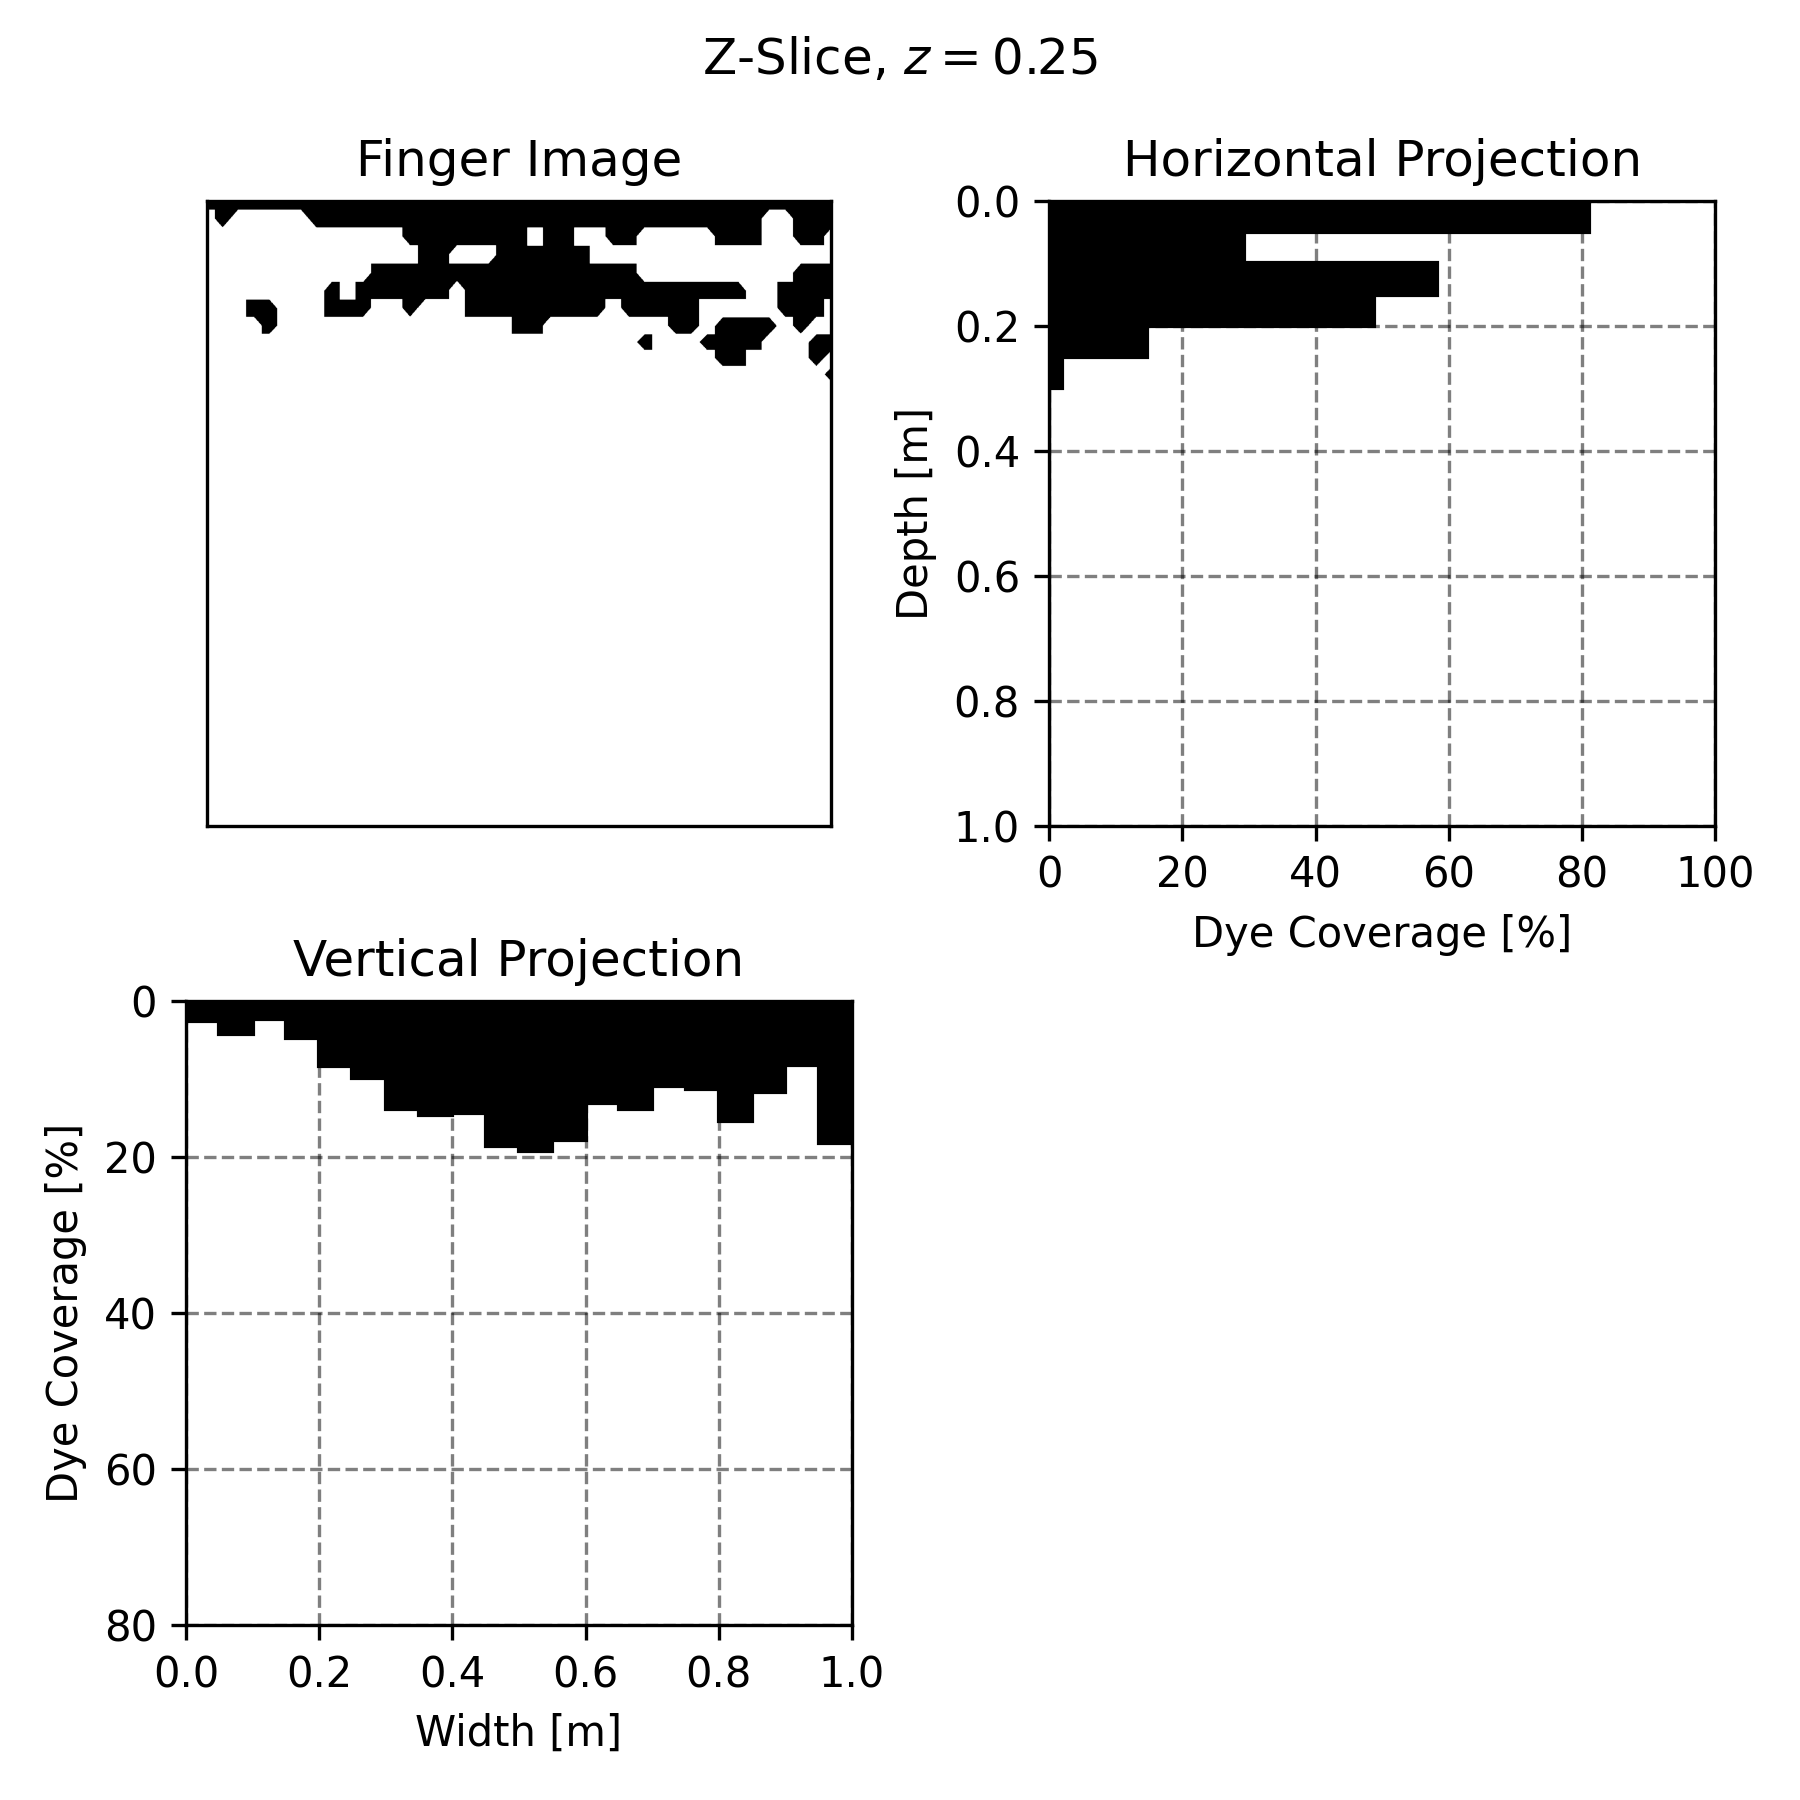 Z-Slice, z = 0.25
Finger Image
Horizontal Projection
0.0
0.2
0.4
0.6
0.8
1.0
Depth [m]
0 20 40 60 80 100
Dye Coverage [%]
Vertical Projection
0
20
40
60
80
Dye Coverage [%]
0.0 0.2 0.4 0.6 0.8 1.0
Width [m]